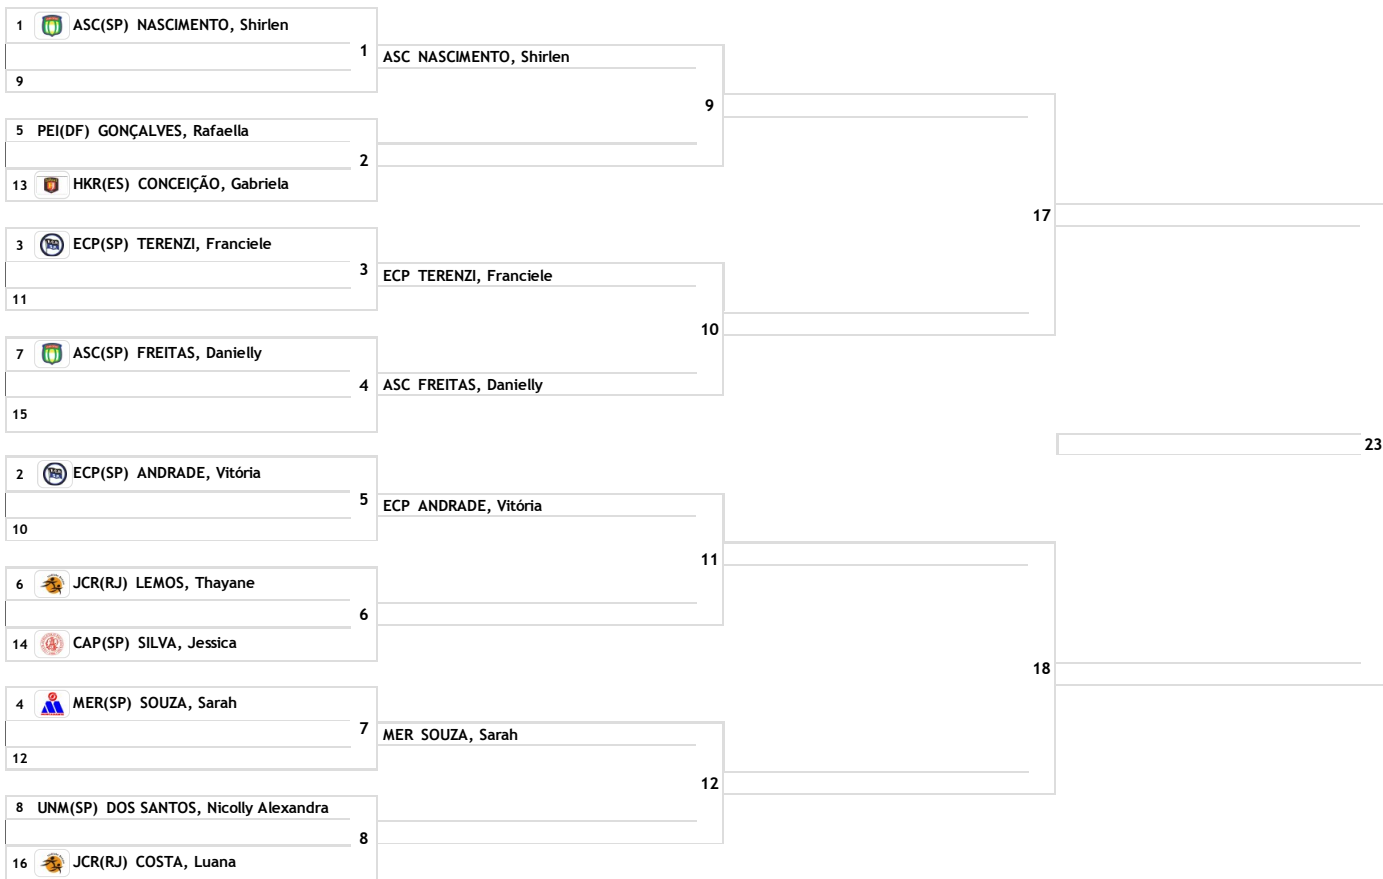 1 ASC(SP) NASCIMENTO, Shirlen
1
9
ASC NASCIMENTO, Shirlen
9
5 PEI(DF) GONÇALVES, Rafaella
2
13 HKR(ES) CONCEIÇÃO, Gabriela
17
3 ECP(SP) TERENZI, Franciele
3
11
ECP TERENZI, Franciele
10
7 ASC(SP) FREITAS, Danielly
4
15
ASC FREITAS, Danielly
23
2 ECP(SP) ANDRADE, Vitória
5
10
ECP ANDRADE, Vitória
11
6 JCR(RJ) LEMOS, Thayane
6
14 CAP(SP) SILVA, Jessica
18
4 MER(SP) SOUZA, Sarah
7
12
MER SOUZA, Sarah
12
8 UNM(SP) DOS SANTOS, Nicolly Alexandra
8
16 JCR(RJ) COSTA, Luana